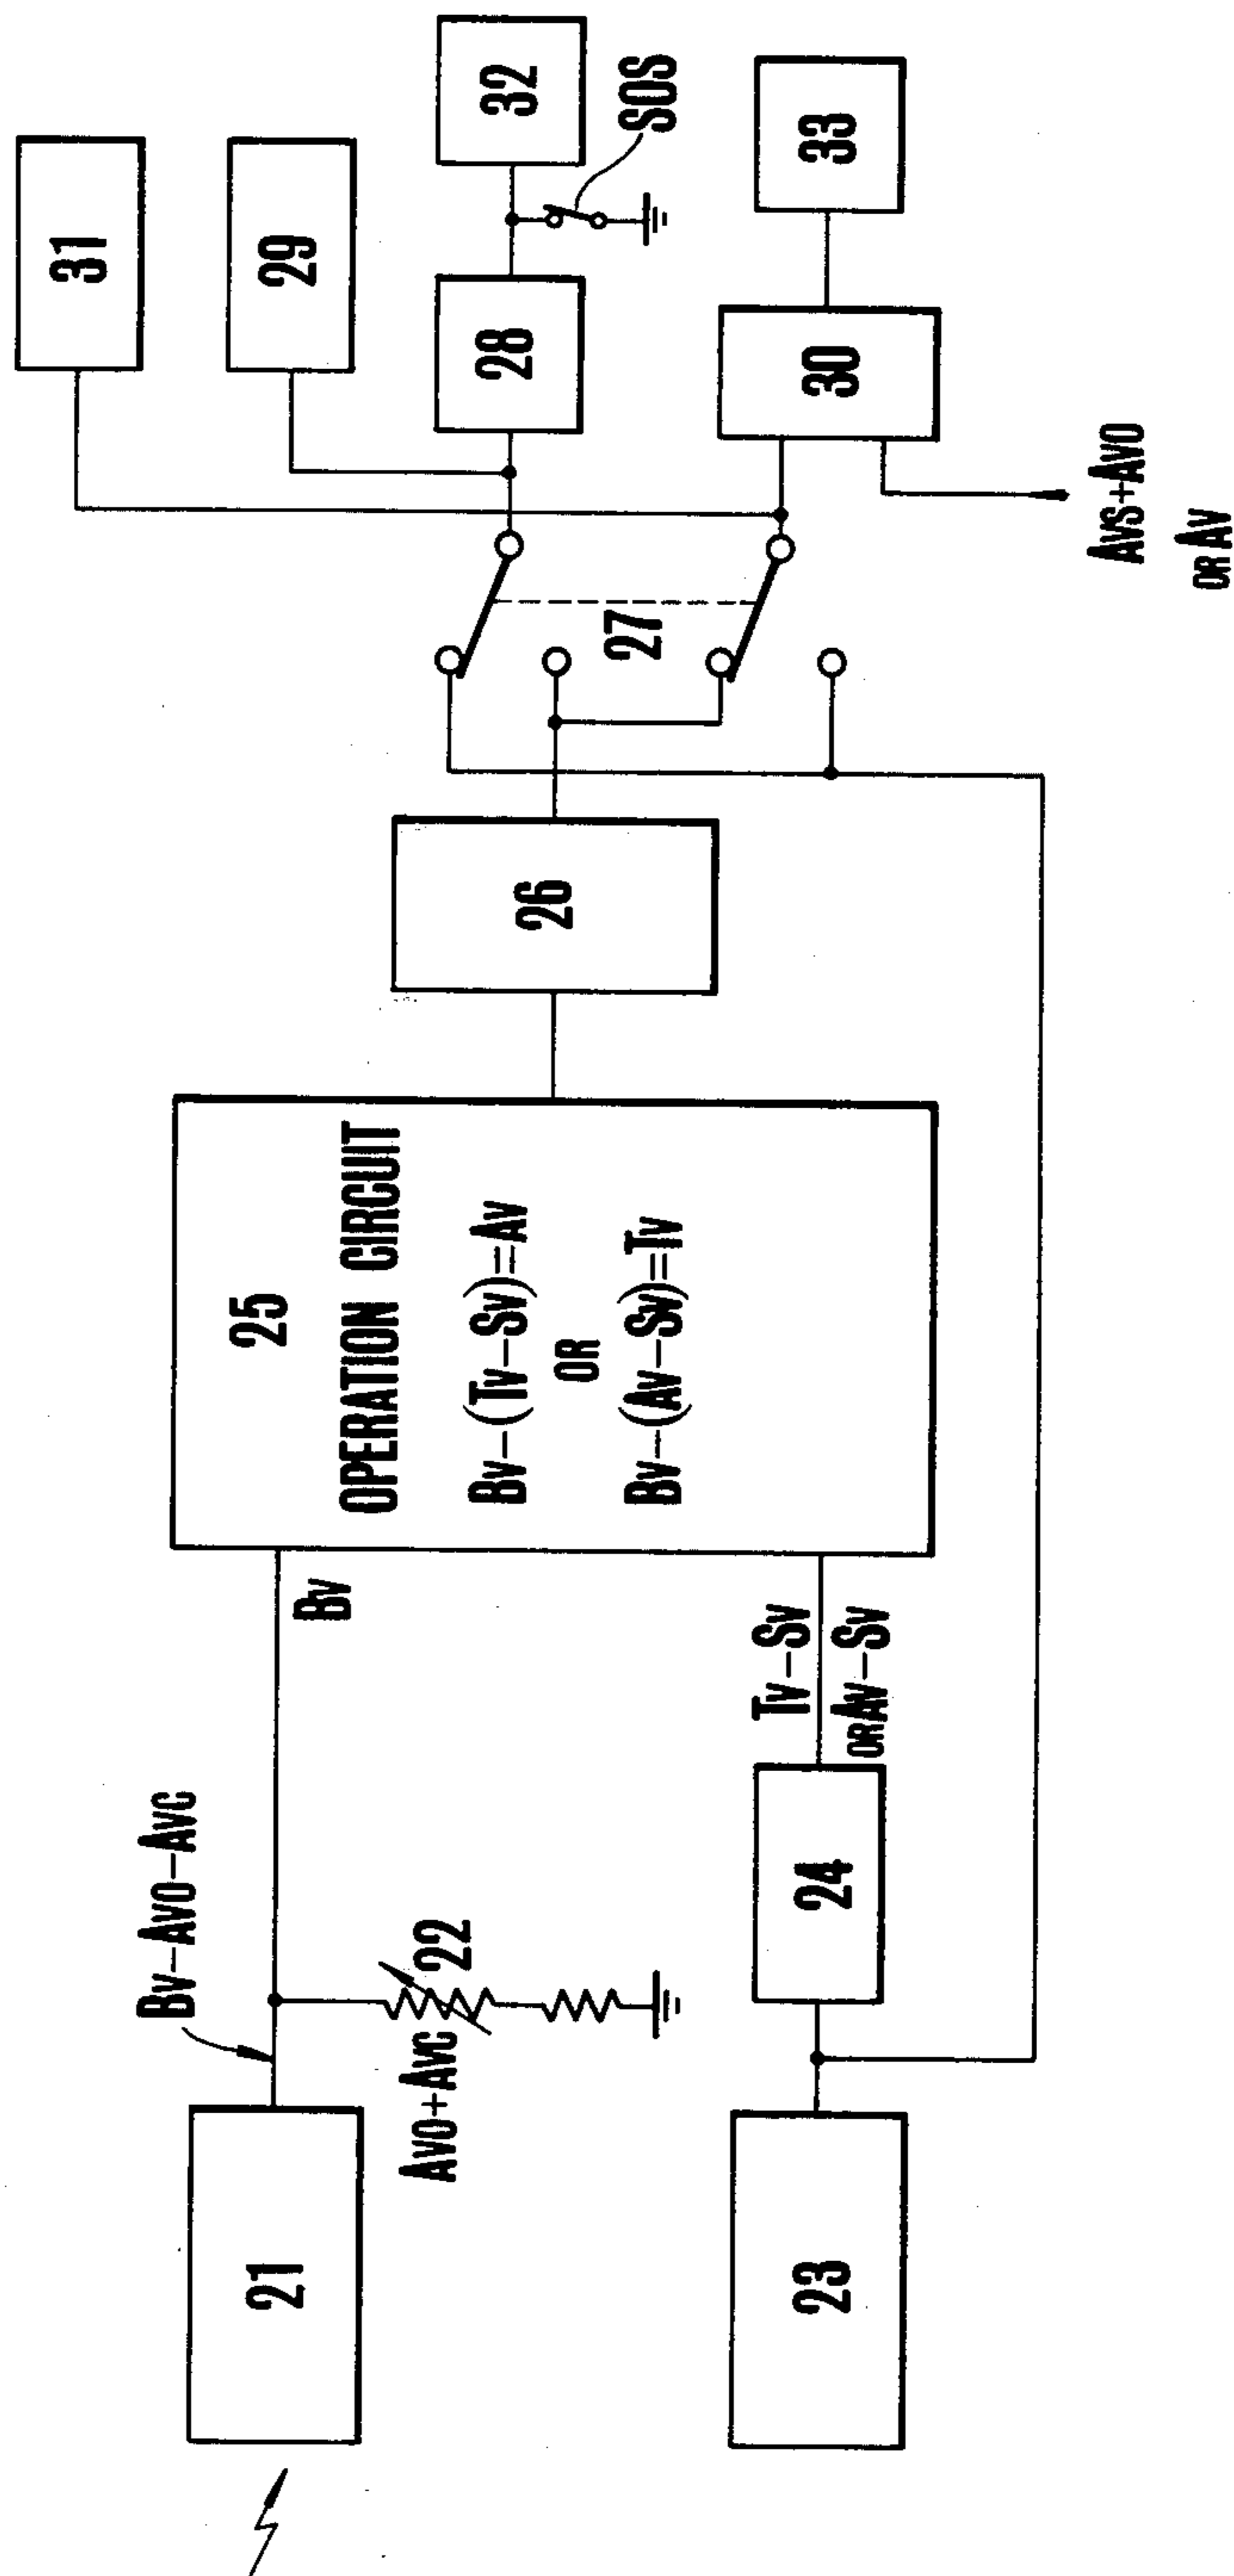 21
Bv-Avo-Avc
Avo+Avc
22
Bv
23
24
Tv-Sv
OR Av-Sv
25
OPERATION CIRCUIT
Bv-(Tv-Sv)=Av
OR
Bv-(Av-Sv)=Tv
26
27
31
29
28
32
SOS
30
33
Avs+Avo
OR Av